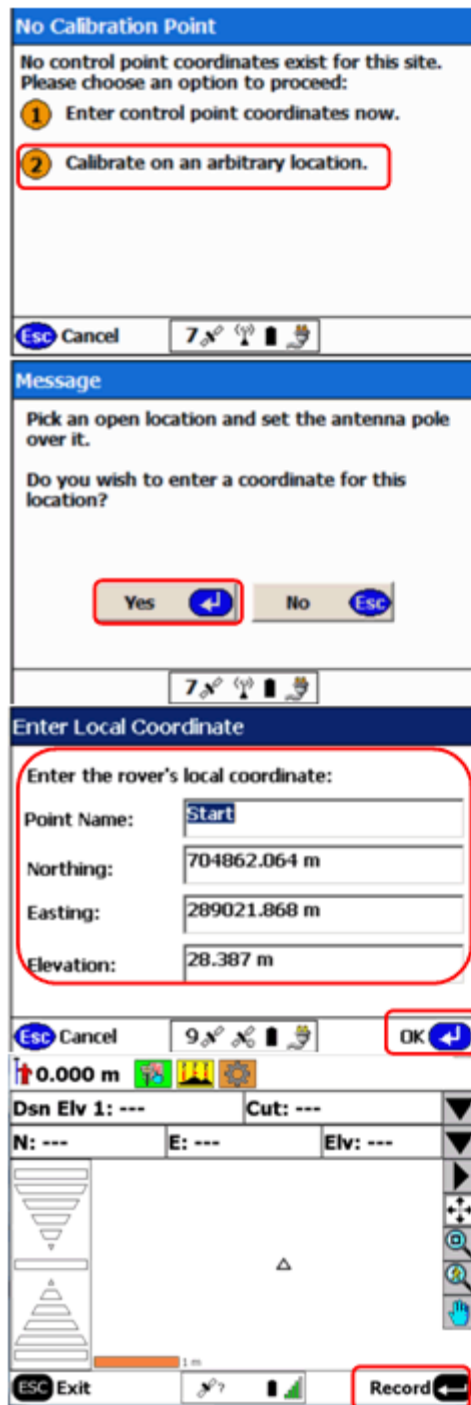 No Calibration Point
No control point coordinates exist for this site.
Please choose an option to proceed:
1 Enter control point coordinates now.
2 Calibrate on an arbitrary location.
Esc Cancel 7
Message
Pick an open location and set the antenna pole
over it.
Do you wish to enter a coordinate for this
location?
Yes No Esc
7
Enter Local Coordinate
Enter the rover's local coordinate:
Point Name: Start
Northing: 704862.064 m
Easting: 289021.868 m
Elevation: 28.387 m
Esc Cancel 9 OK
0.000 m
Dsn Elv 1: --- Cut: ---
N: --- E: --- Elv: ---
1 m
ESC Exit ? Record